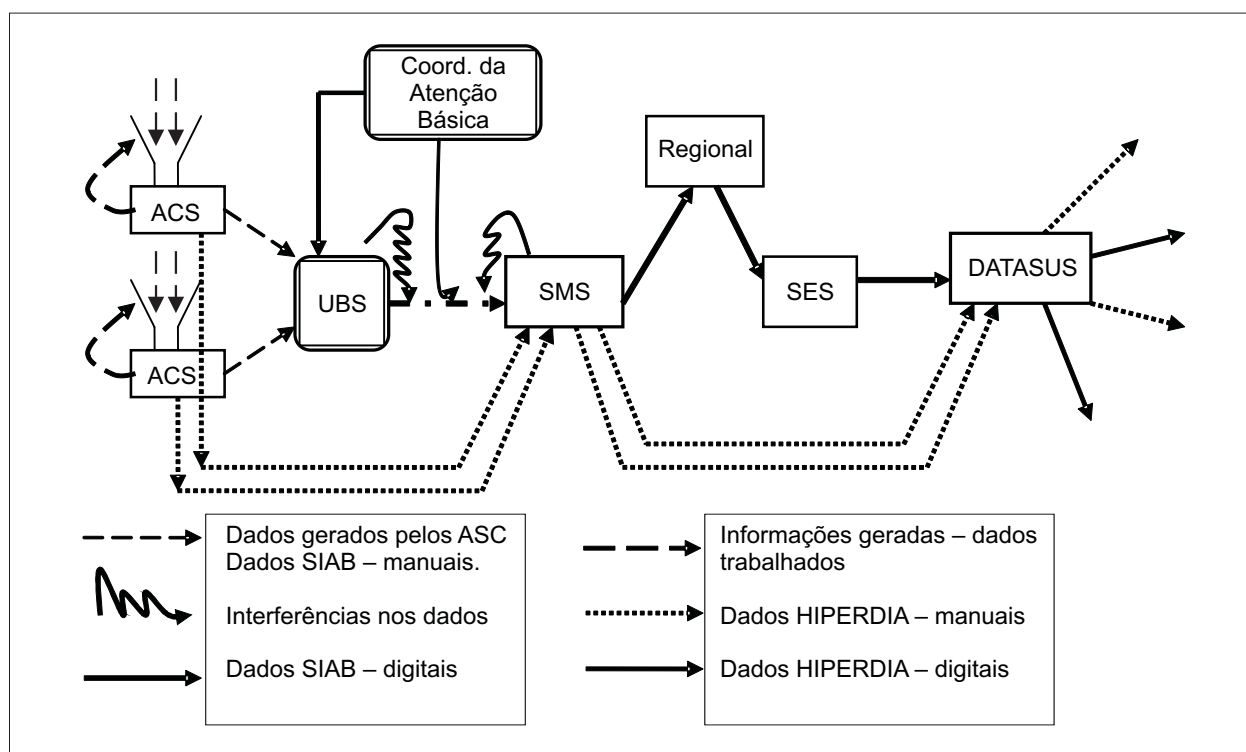 Coord. da
Atenção
Básica
Regional
ACS
UBS
SMS
SES
DATASUS
ACS
Dados gerados pelos ASC
Dados SIAB – manuais.
Interferências nos dados
Dados SIAB – digitais
Informações geradas – dados
trabalhados
Dados HIPERDIA – manuais
Dados HIPERDIA – digitais